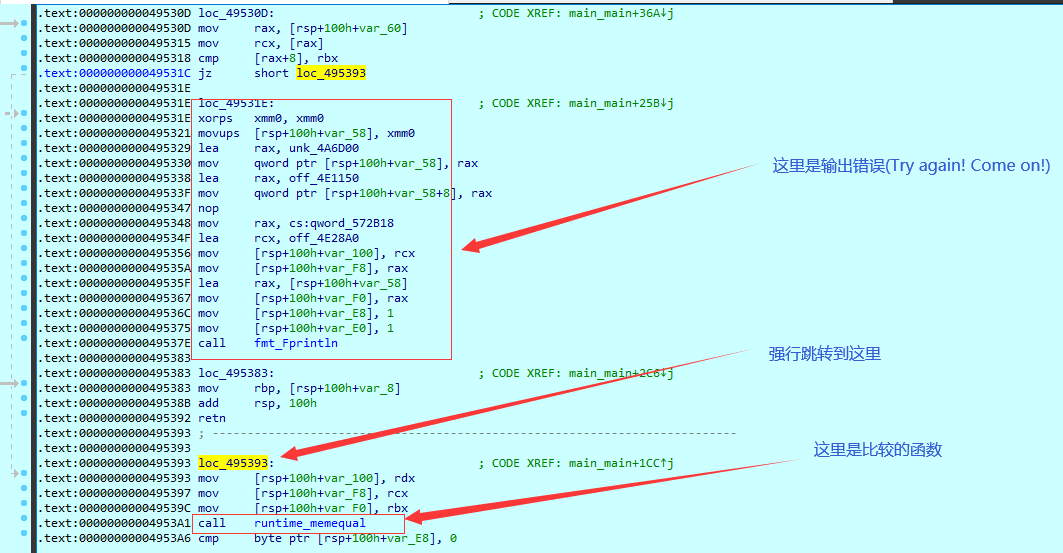 .text:000000000049530D loc_49530D:                             ; CODE XREF: main_main+36A↓j
.text:000000000049530D mov     rax, [rsp+60h+var_60]
.text:0000000000495315 mov     rcx, [rax]
.text:0000000000495318 cmp     [rax+8], rbx
.text:000000000049531C jz      short loc_495393
.text:000000000049531E
.text:000000000049531E loc_49531E:                             ; CODE XREF: main_main+25B↓j
.text:000000000049531E xorps   xmm0, xmm0
.text:0000000000495321 movups  [rsp+100h+var_58], xmm0
.text:0000000000495329 lea     rax, unk_4A6D00
.text:0000000000495330 mov     qword ptr [rsp+100h+var_58], rax
这里是输出错误(Try again! Come on!)
.text:0000000000495338 lea     rax, off_4E1150
.text:000000000049533F mov     qword ptr [rsp+100h+var_58+8], rax
.text:0000000000495347 nop
.text:0000000000495348 mov     rax, cs:qword_572B18
.text:000000000049534F lea     rcx, off_4E28A0
.text:0000000000495356 mov     [rsp+100h+var_100], rcx
.text:000000000049535A mov     [rsp+100h+var_F8], rax
.text:000000000049535F lea     rax, [rsp+100h+var_58]
.text:0000000000495367 mov     [rsp+100h+var_F0], rax
.text:000000000049536C mov     [rsp+100h+var_E8], 1
.text:0000000000495375 mov     [rsp+100h+var_E0], 1
.text:000000000049537E call    fmt_Fprintln
强行跳转到这里
.text:0000000000495383
.text:0000000000495383 loc_495383:                             ; CODE XREF: main_main+2C6↓j
.text:0000000000495383 mov     rbp, [rsp+100h+var_8]
.text:000000000049538B add     rsp, 100h
.text:0000000000495392 retn
.text:0000000000495393 ; ---------------------------------------------------------------------------
.text:0000000000495393
这里是比较的函数
.text:0000000000495393 loc_495393:                             ; CODE XREF: main_main+1CC↑j
.text:0000000000495393 mov     [rsp+100h+var_100], rdx
.text:0000000000495397 mov     [rsp+100h+var_F8], rcx
.text:000000000049539C mov     [rsp+100h+var_F0], rbx
.text:00000000004953A1 call    runtime_memequal
.text:00000000004953A6 cmp     byte ptr [rsp+100h+var_E8], 0